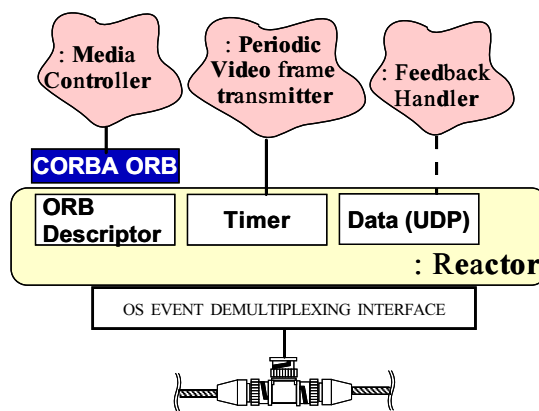 : Media
Controller
: Periodic
Video frame
transmitter
: Feedback
Handler
CORBA ORB
ORB
Descriptor
Timer
Data (UDP)
: Reactor
OS EVENT DEMULTIPLEXING INTERFACE